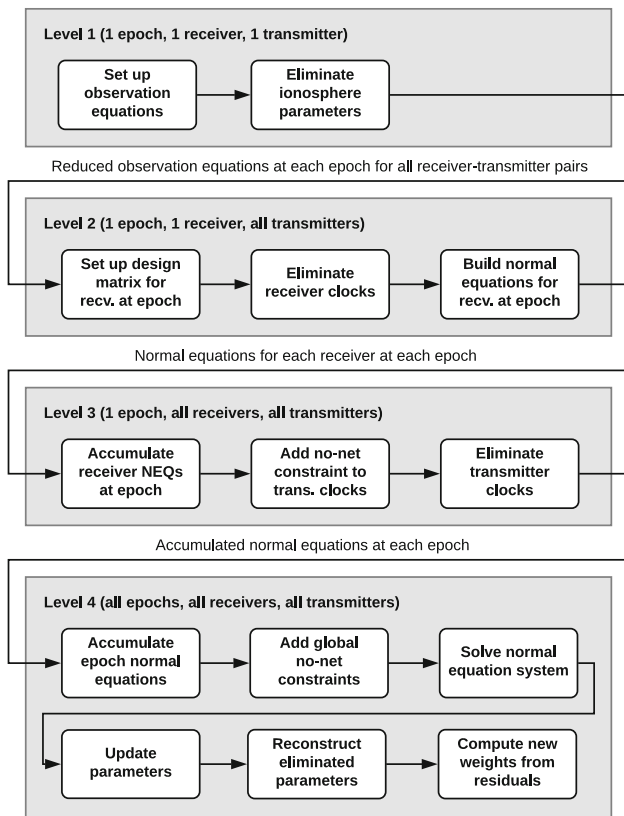 Level 1 (1 epoch, 1 receiver, 1 transmitter)
Set up
observation
equations
Eliminate
ionosphere
parameters
Reduced observation equations at each epoch for all receiver-transmitter pairs
Level 2 (1 epoch, 1 receiver, all transmitters)
Set up design
matrix for
recv. at epoch
Eliminate
receiver clocks
Build normal
equations for
recv. at epoch
Normal equations for each receiver at each epoch
Level 3 (1 epoch, all receivers, all transmitters)
Accumulate
receiver NEQs
at epoch
Add no-net
constraint to
trans. clocks
Eliminate
transmitter
clocks
Accumulated normal equations at each epoch
Level 4 (all epochs, all receivers, all transmitters)
Accumulate
epoch normal
equations
Add global
no-net
constraints
Solve normal
equation system
Update
parameters
Reconstruct
eliminated
parameters
Compute new
weights from
residuals